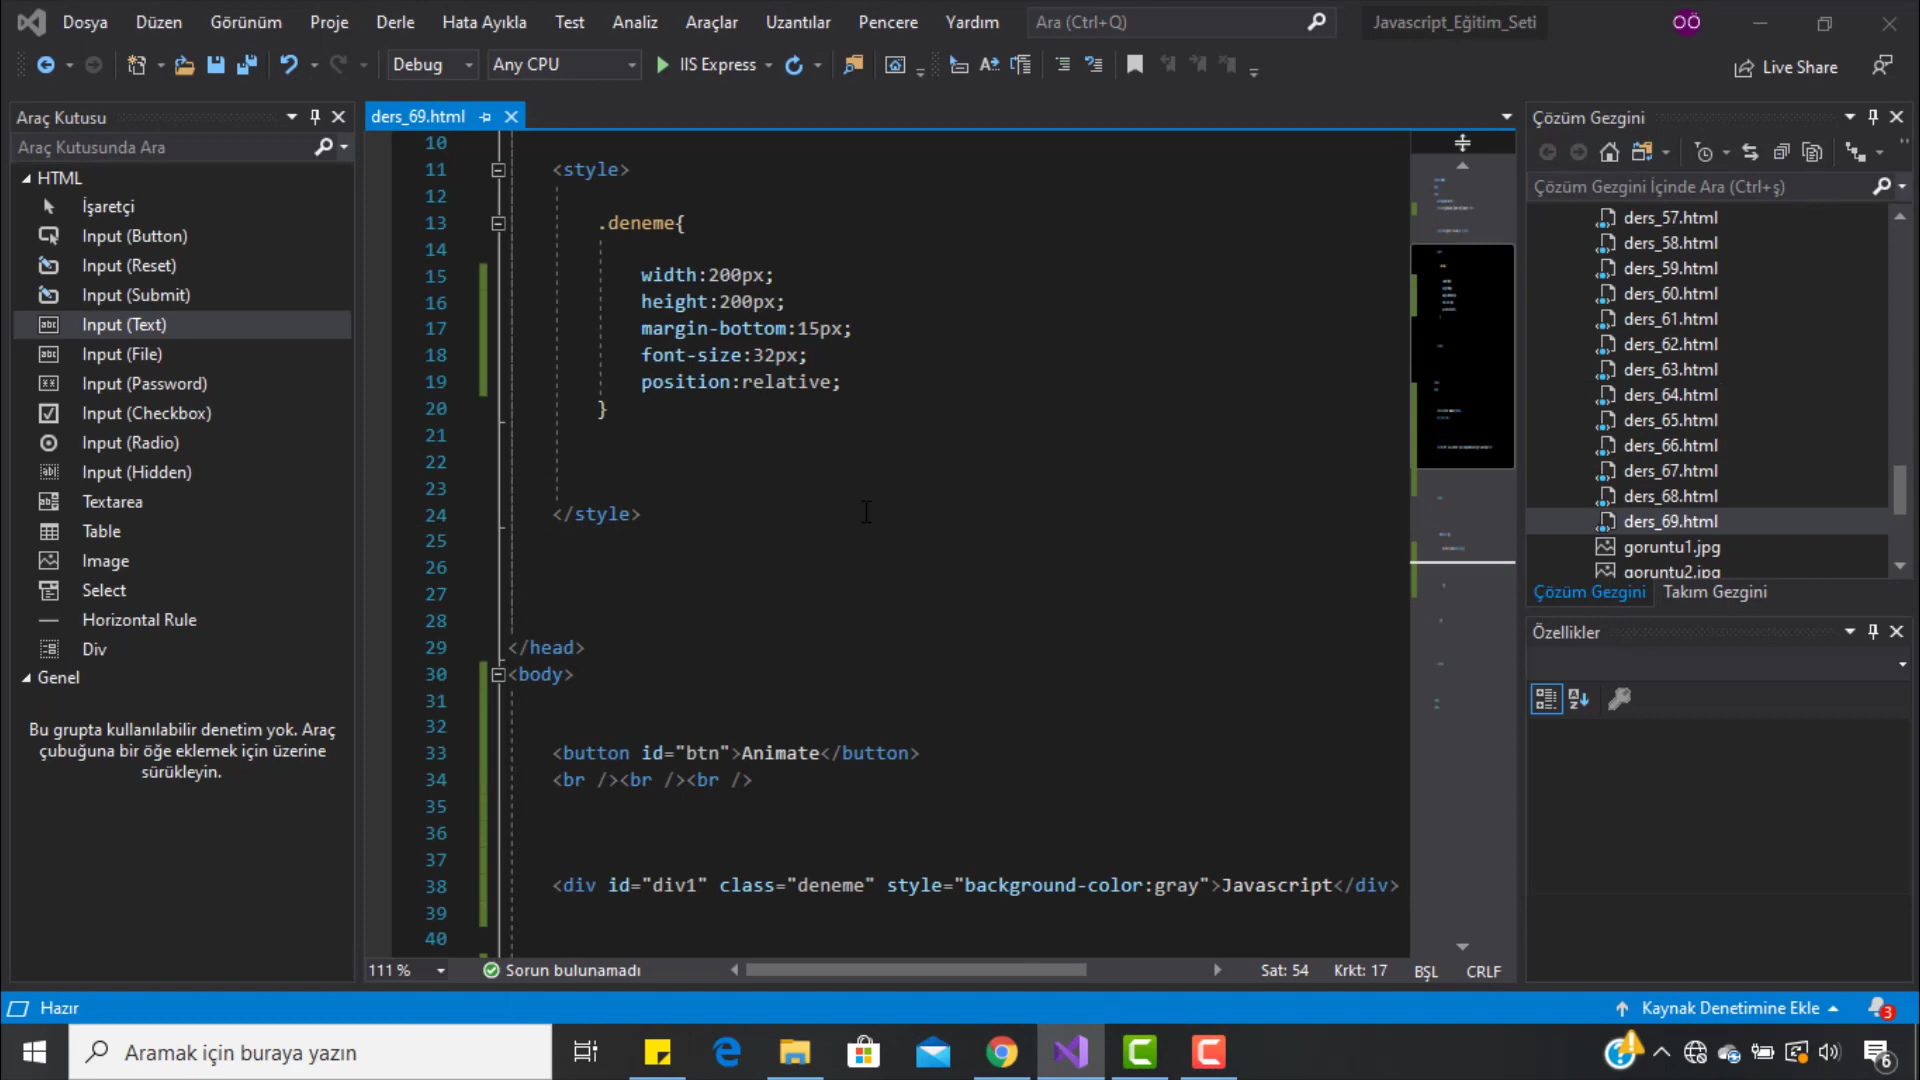 Dosya Düzen Görünüm Proje Derle Hata Ayıkla Test Analiz Araçlar Uzantılar Pencere Yardım Ara (Ctrl+Q) Javascript_Eğitim_Seti OÖ
Debug Any CPU IIS Express Live Share
Araç Kutusu
Araç Kutusunda Ara
HTML
İşaretçi
Input (Button)
Input (Reset)
Input (Submit)
Input (Text)
Input (File)
Input (Password)
Input (Checkbox)
Input (Radio)
Input (Hidden)
Textarea
Table
Image
Select
Horizontal Rule
Div
Genel
Bu grupta kullanılabilir denetim yok. Araç
çubuğuna bir öğe eklemek için üzerine
sürükleyin.
ders_69.html
10
11 <style>
12
13 .deneme{
14
15 width:200px;
16 height:200px;
17 margin-bottom:15px;
18 font-size:32px;
19 position:relative;
20 }
21
22
23
24 </style>
25
26
27
28
29 </head>
30 <body>
31
32
33 <button id="btn">Animate</button>
34 <br /><br /><br />
35
36
37
38 <div id="div1" class="deneme" style="background-color:gray">Javascript</div>
39
40
111 % Sorun bulunamadı Sat: 54 Krkt: 17 BŞL CRLF
Çözüm Gezgini
Çözüm Gezgini İçinde Ara (Ctrl+ş)
ders_57.html
ders_58.html
ders_59.html
ders_60.html
ders_61.html
ders_62.html
ders_63.html
ders_64.html
ders_65.html
ders_66.html
ders_67.html
ders_68.html
ders_69.html
goruntu1.jpg
goruntu2.jpg
Çözüm Gezgini Takım Gezgini
Özellikler
Hazır Kaynak Denetimine Ekle 3
Aramak için buraya yazın 6